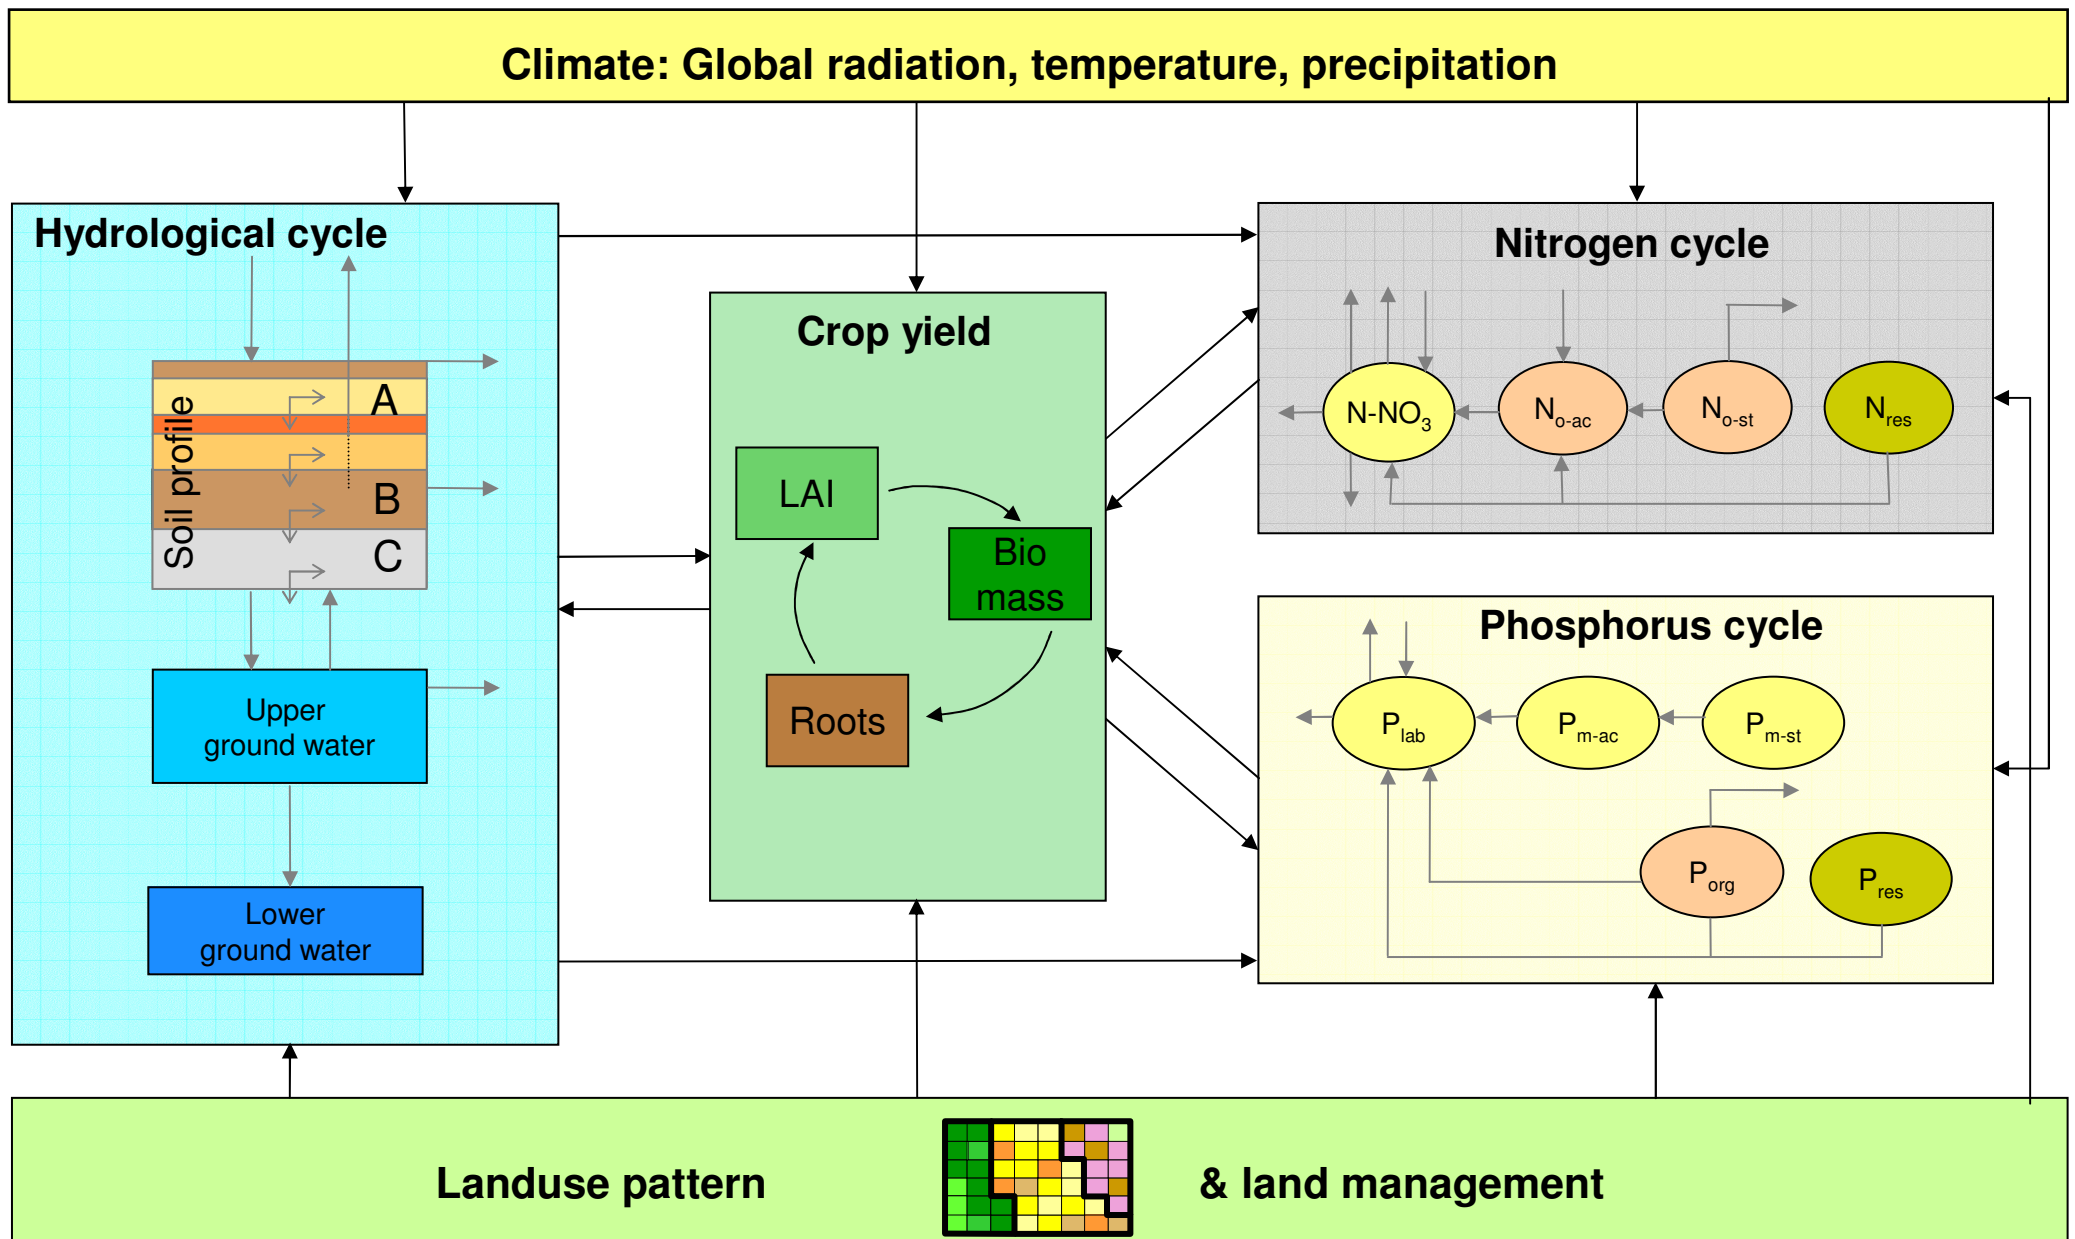 Climate: Global radiation, temperature, precipitation
Hydrological cycle
Soil profile
A
B
C
Upper
ground water
Lower
ground water
Crop yield
LAI
Bio
mass
Roots
Nitrogen cycle
N-NO3
No-ac
No-st
Nres
Phosphorus cycle
Plab
Pm-ac
Pm-st
Porg
Pres
Landuse pattern & land management